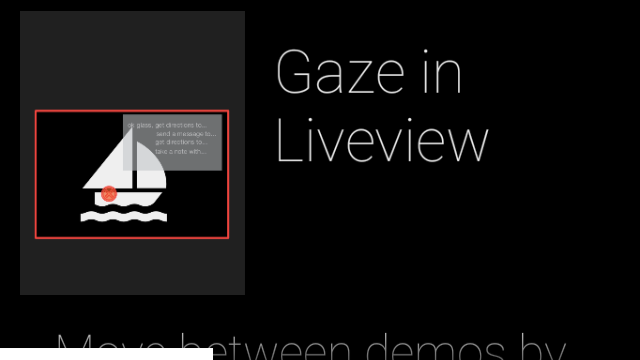 Gaze in
Liveview
ok glass, get directions to...
send a message to...
get directions to...
take a note with...
Move between demos by